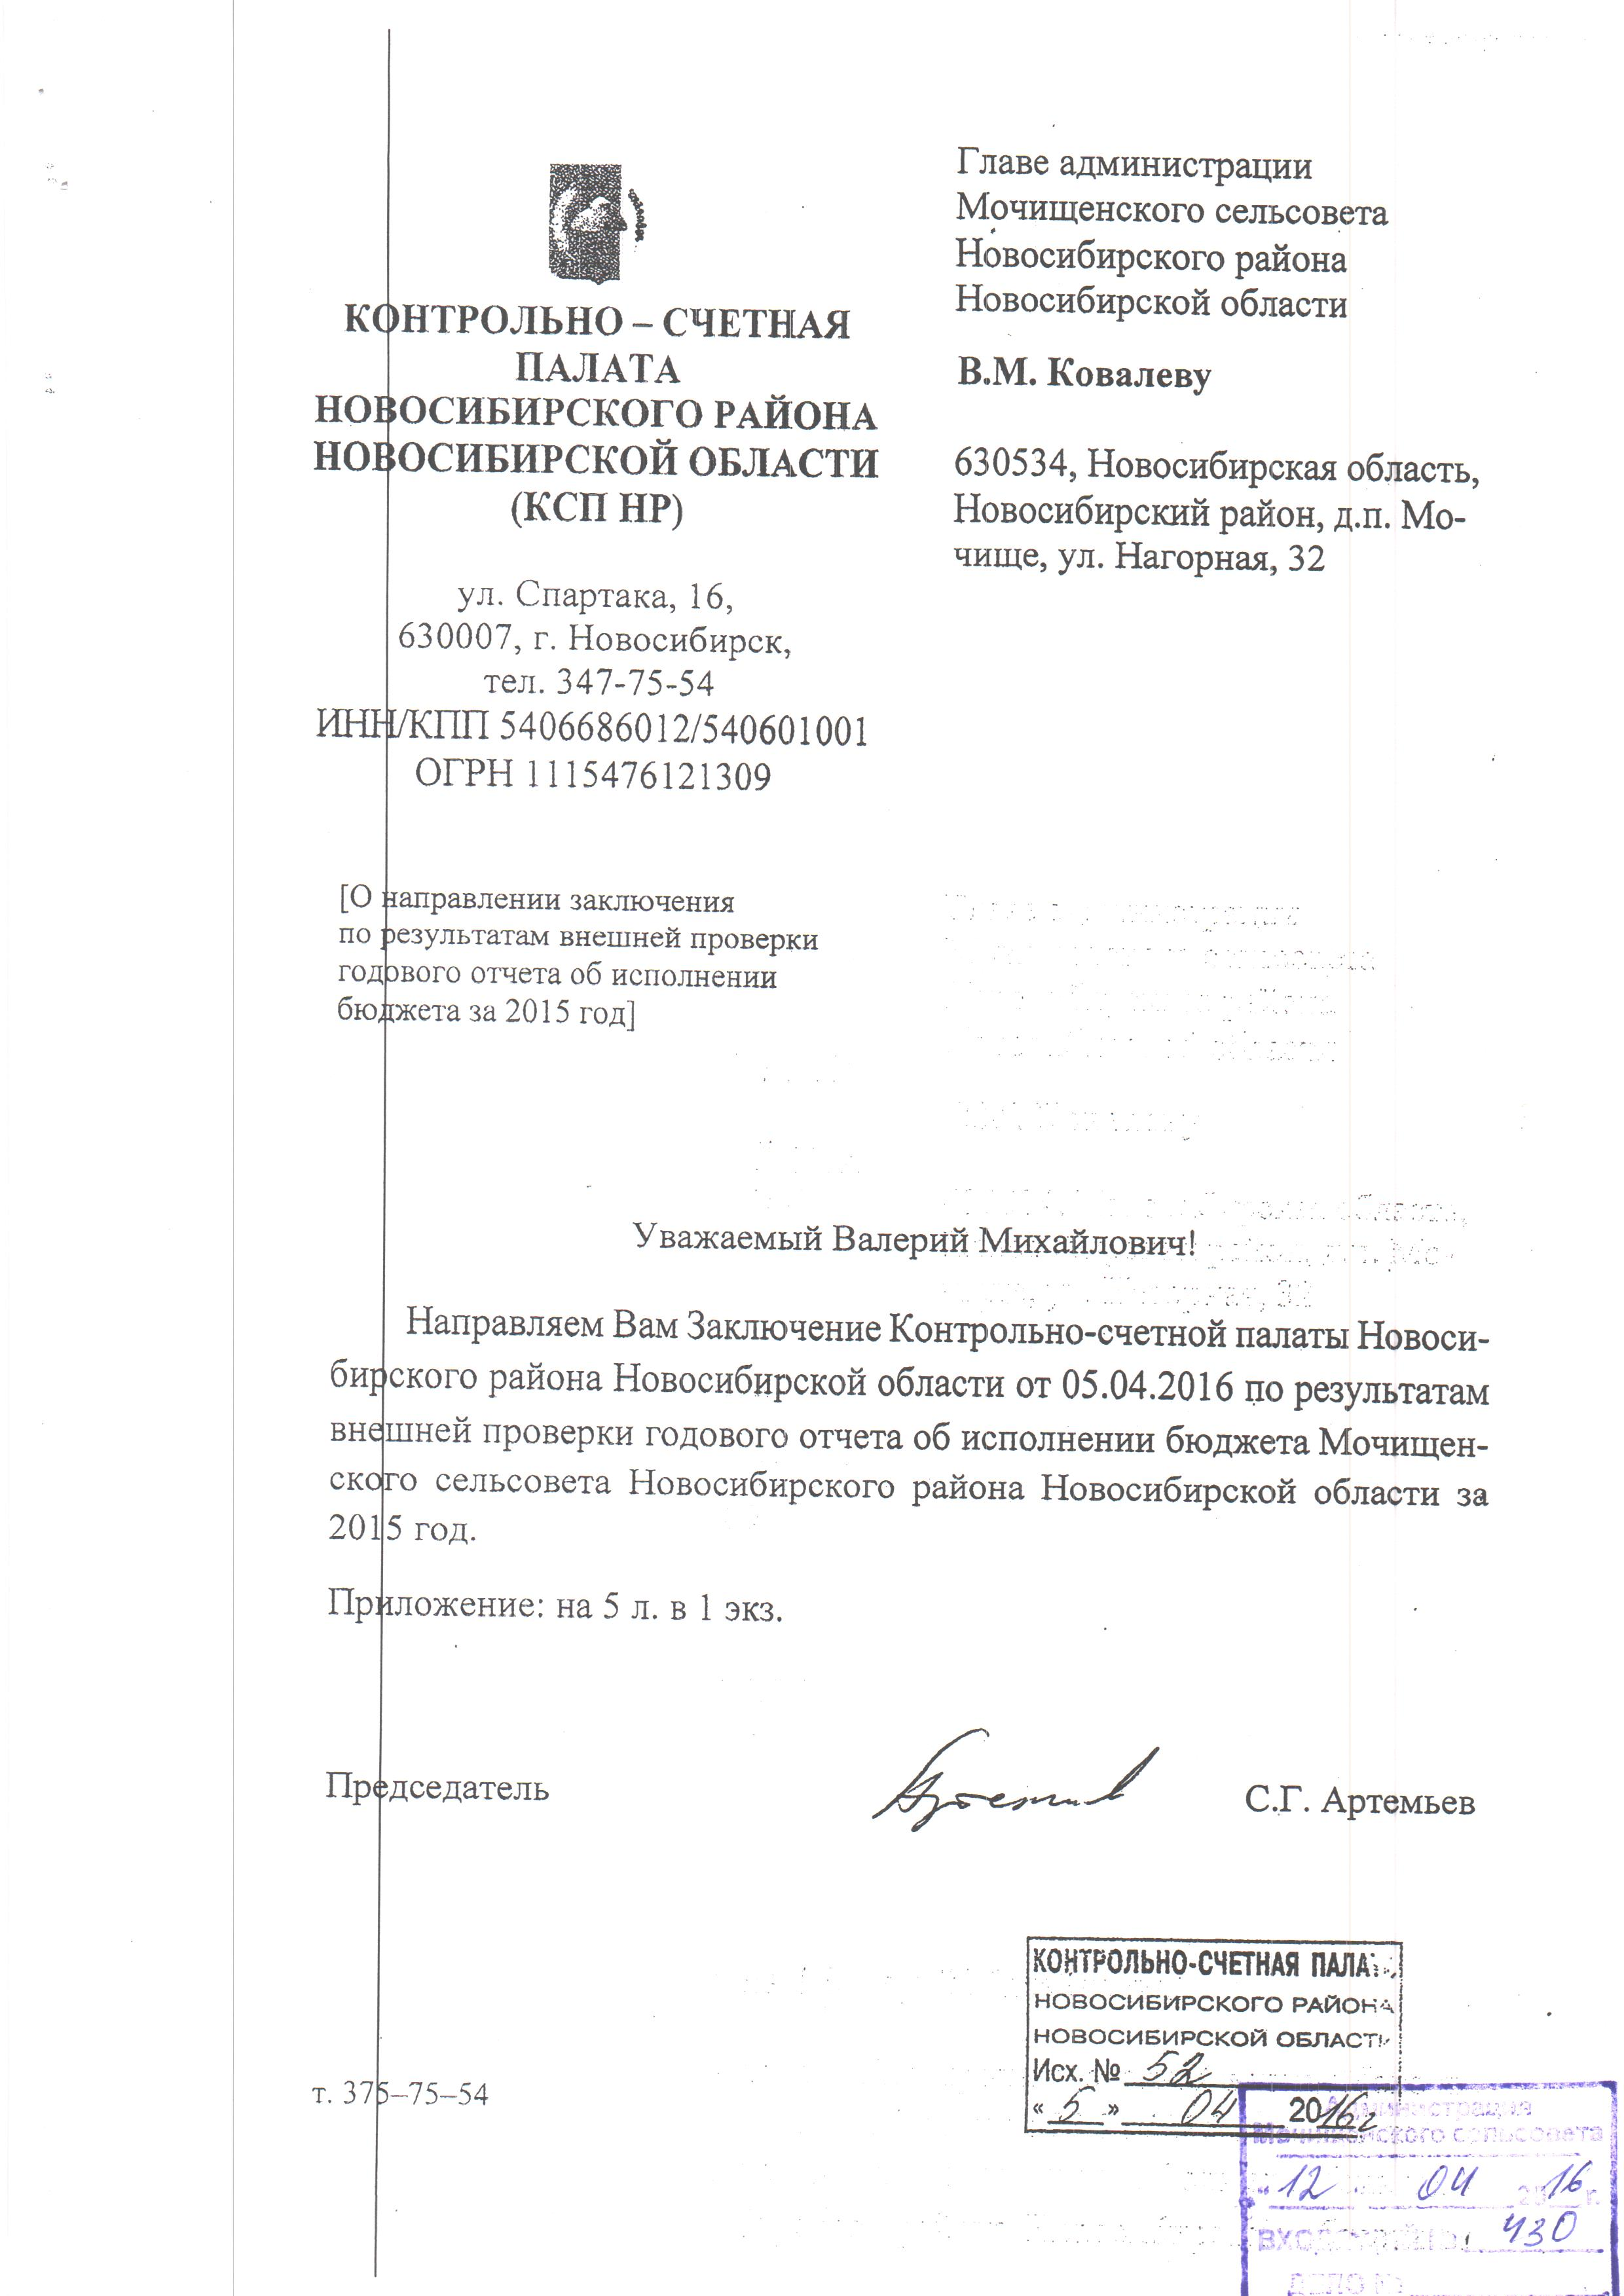 КОНТРОЛЬНО – СЧЕТНАЯ
ПАЛАТА
НОВОСИБИРСКОГО РАЙОНА
НОВОСИБИРСКОЙ ОБЛАСТИ
(КСП НР)
ул. Спартака, 16,
630007, г. Новосибирск,
тел. 347-75-54
ИНН/КПП 5406686012/540601001
ОГРН 1115476121309
Главе администрации
Мочищенского сельсовета
Новосибирского района
Новосибирской области
В.М. Ковалеву
630534, Новосибирская область,
Новосибирский район, д.п. Мо-
чище, ул. Нагорная, 32
[О направлении заключения
по результатам внешней проверки
годового отчета об исполнении
бюджета за 2015 год]
Уважаемый Валерий Михайлович!
Направляем Вам Заключение Контрольно-счетной палаты Новоси-
бирского района Новосибирской области от 05.04.2016 по результатам
внешней проверки годового отчета об исполнении бюджета Мочищен-
ского сельсовета Новосибирского района Новосибирской области за
2015 год.
Приложение: на 5 л. в 1 экз.
Председатель
С.Г. Артемьев
КОНТРОЛЬНО-СЧЕТНАЯ ПАЛАТА
НОВОСИБИРСКОГО РАЙОНА
НОВОСИБИРСКОЙ ОБЛАСТИ
Исх. № 52
« 5 » 04 2016г
т. 375–75–54
Администрация
Мочищенского сельсовета
"12 04 2016 г.
430